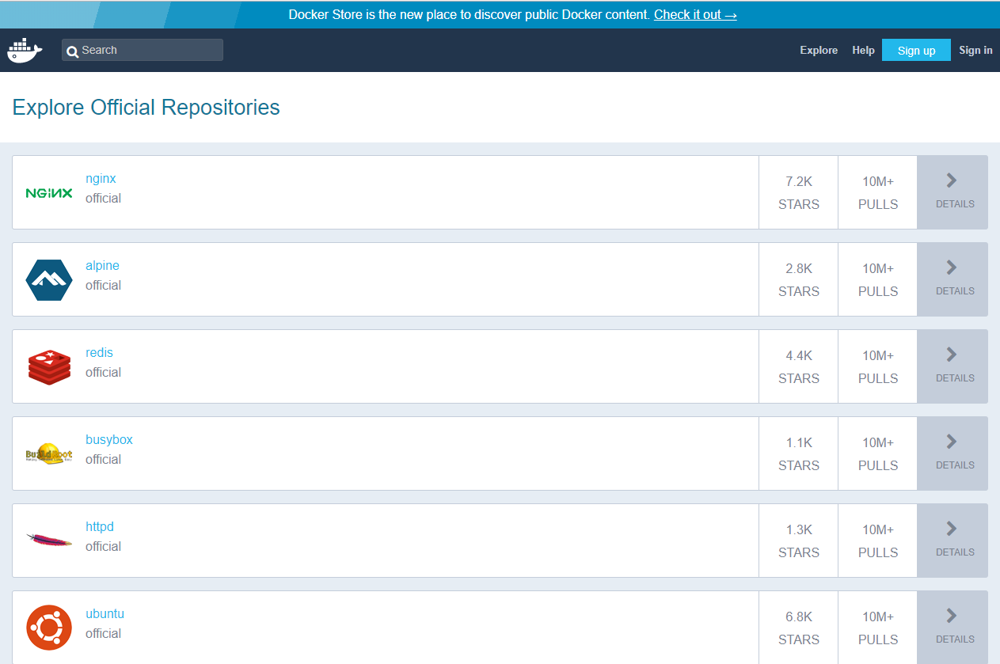 Docker Store is the new place to discover public Docker content. Check it out →
Search Explore Help Sign up Sign in
Explore Official Repositories
NGINX
nginx
official
7.2K
STARS
10M+
PULLS
DETAILS
alpine
official
2.8K
STARS
10M+
PULLS
DETAILS
redis
official
4.4K
STARS
10M+
PULLS
DETAILS
BuildRoot
busybox
official
1.1K
STARS
10M+
PULLS
DETAILS
httpd
official
1.3K
STARS
10M+
PULLS
DETAILS
ubuntu
official
6.8K
STARS
10M+
PULLS
DETAILS